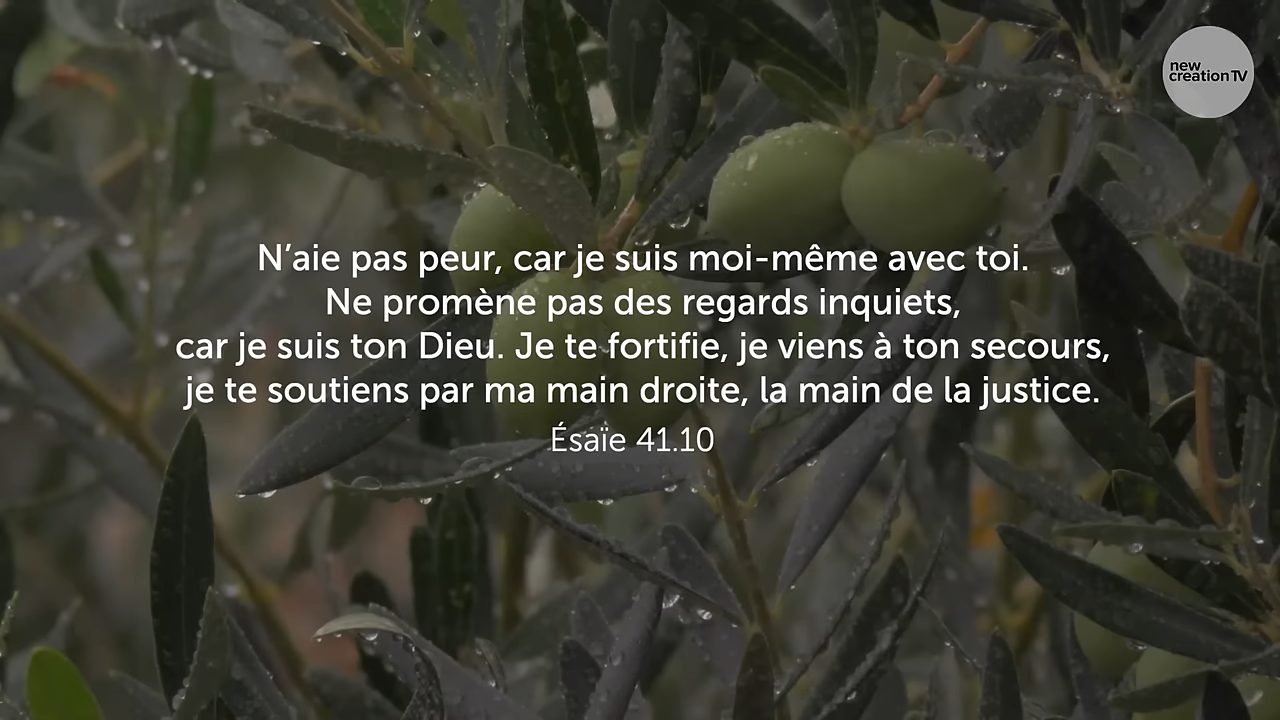 new
creation TV
N’aie pas peur, car je suis moi-même avec toi.
Ne promène pas des regards inquiets,
car je suis ton Dieu. Je te fortifie, je viens à ton secours,
je te soutiens par ma main droite, la main de la justice.
Ésaïe 41.10